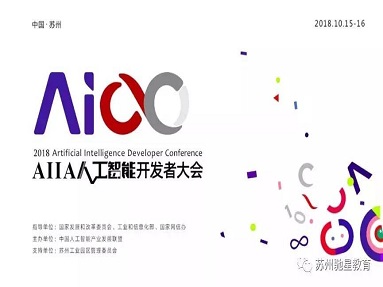 中国·苏州
2018.10.15-16
AiDC
2018 Artificial Intelligence Developer Conference
AIIA人工智能开发者大会
指导单位：国家发展和改革委员会、工业和信息化部、国家网信办
主办单位：中国人工智能产业发展联盟
支持单位：苏州工业园区管理委员会
苏州驰星教育